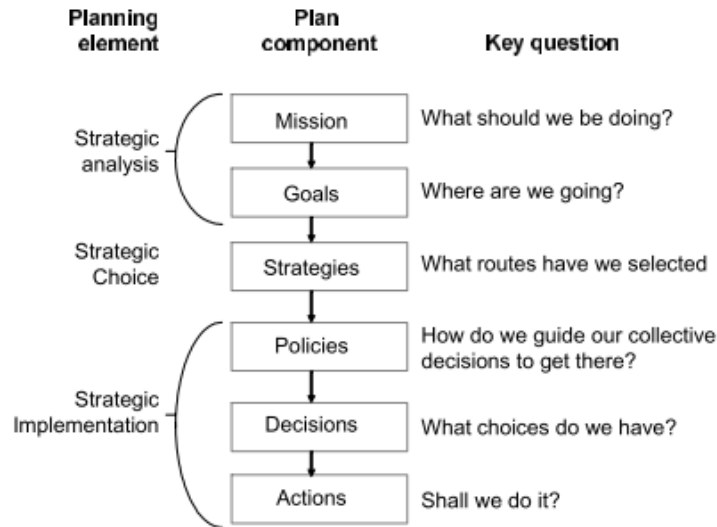 Planning element
Plan component
Key question
Strategic analysis
Mission
What should we be doing?
Goals
Where are we going?
Strategic Choice
Strategies
What routes have we selected
Strategic Implementation
Policies
How do we guide our collective
decisions to get there?
Decisions
What choices do we have?
Actions
Shall we do it?